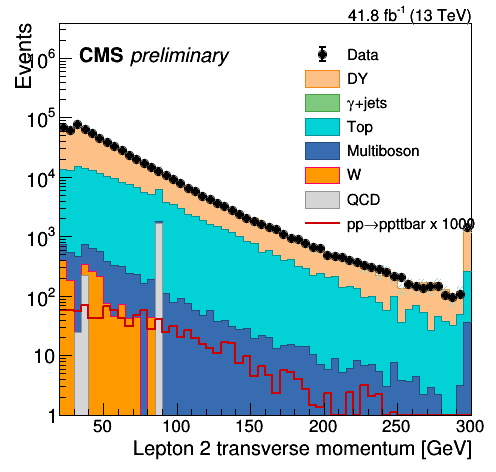 41.8 fb⁻¹ (13 TeV)
Events
CMS preliminary
Data
DY
γ+jets
Top
Multiboson
W
QCD
pp→ppttbar x 1000
10⁶
10⁵
10⁴
10³
10²
10
1
50 100 150 200 250 300
Lepton 2 transverse momentum [GeV]